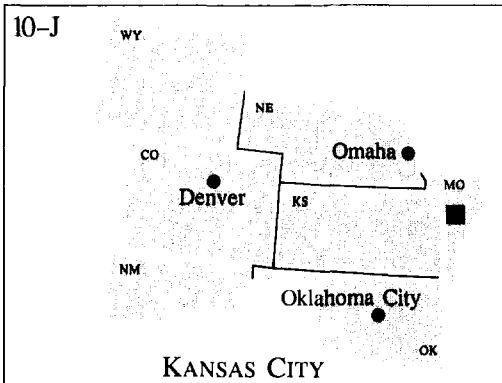 10–J
WY
NE
Omaha
CO
MO
Denver
KS
NM
Oklahoma City
OK
KANSAS CITY